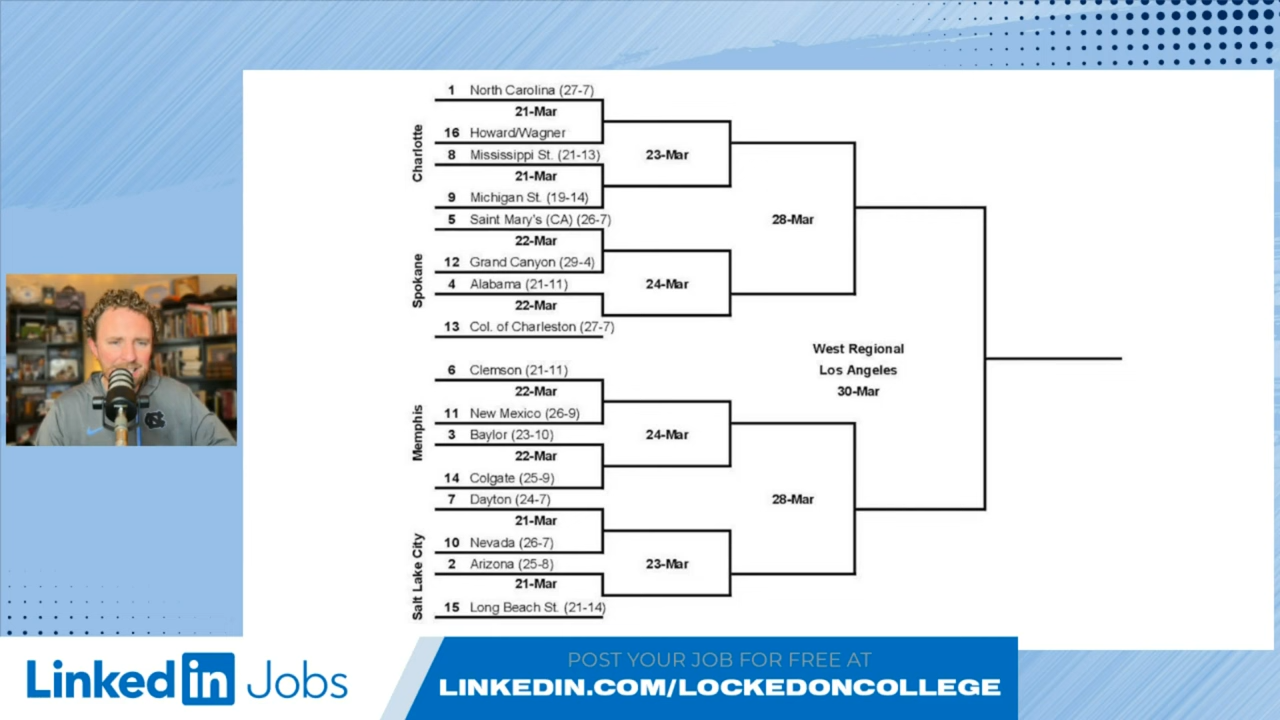 1 North Carolina (27-7)
21-Mar
16 Howard/Wagner
8 Mississippi St. (21-13)
23-Mar
21-Mar
9 Michigan St. (19-14)
Charlotte
5 Saint Mary's (CA) (26-7)
28-Mar
22-Mar
12 Grand Canyon (29-4)
4 Alabama (21-11)
24-Mar
22-Mar
13 Col. of Charleston (27-7)
Spokane
West Regional
Los Angeles
30-Mar
6 Clemson (21-11)
22-Mar
11 New Mexico (26-9)
3 Baylor (23-10)
24-Mar
22-Mar
14 Colgate (25-9)
Memphis
7 Dayton (24-7)
28-Mar
21-Mar
10 Nevada (26-7)
2 Arizona (25-8)
23-Mar
21-Mar
15 Long Beach St. (21-14)
Salt Lake City
LinkedIn Jobs
POST YOUR JOB FOR FREE AT
LINKEDIN.COM/LOCKEDONCOLLEGE